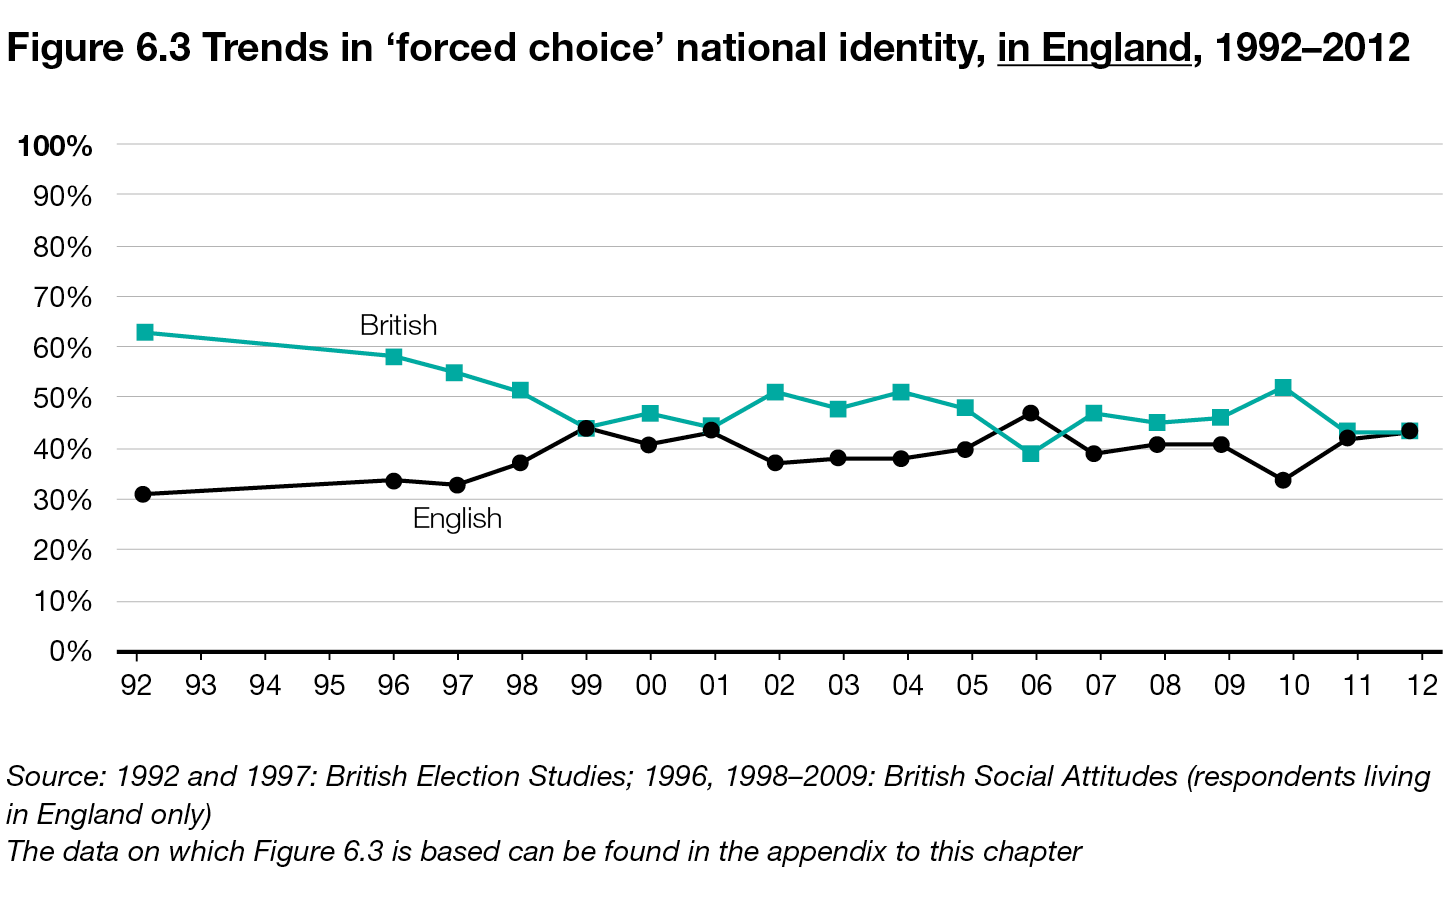 Figure 6.3 Trends in ‘forced choice’ national identity, in England, 1992–2012
100%
90%
80%
70%
60%
50%
40%
30%
20%
10%
0%
British
English
92 93 94 95 96 97 98 99 00 01 02 03 04 05 06 07 08 09 10 11 12
Source: 1992 and 1997: British Election Studies; 1996, 1998–2009: British Social Attitudes (respondents living
in England only)
The data on which Figure 6.3 is based can be found in the appendix to this chapter